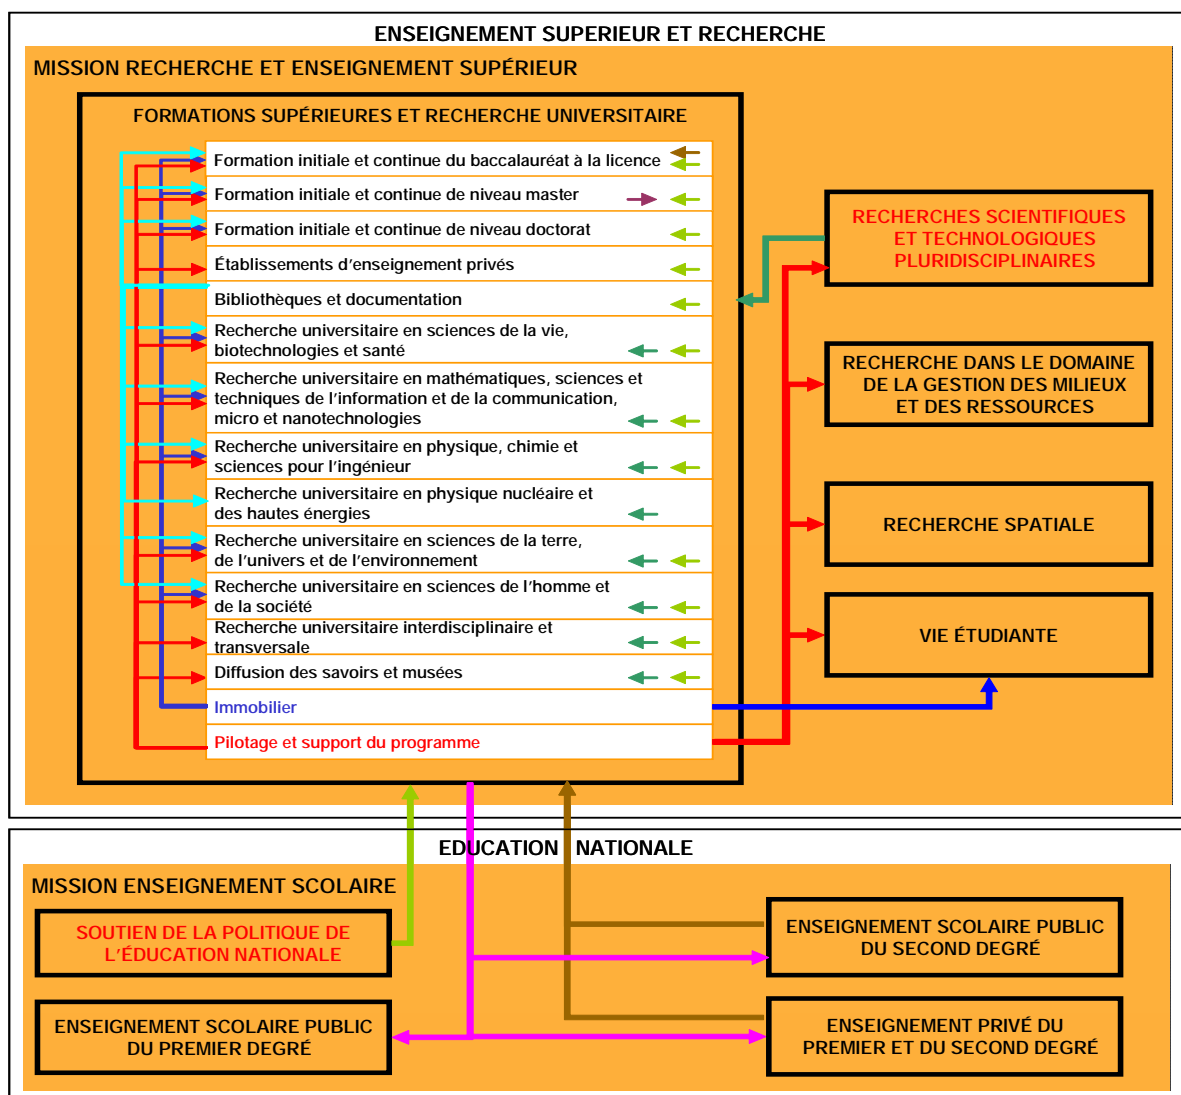 ENSEIGNEMENT SUPERIEUR ET RECHERCHE
MISSION RECHERCHE ET ENSEIGNEMENT SUPÉRIEUR
FORMATIONS SUPÉRIEURES ET RECHERCHE UNIVERSITAIRE
Formation initiale et continue du baccalauréat à la licence
Formation initiale et continue de niveau master
Formation initiale et continue de niveau doctorat
Établissements d'enseignement privés
Bibliothèques et documentation
Recherche universitaire en sciences de la vie,
biotechnologies et santé
Recherche universitaire en mathématiques, sciences et
techniques de l'information et de la communication,
micro et nanotechnologies
Recherche universitaire en physique, chimie et
sciences pour l'ingénieur
Recherche universitaire en physique nucléaire et
des hautes énergies
Recherche universitaire en sciences de la terre,
de l'univers et de l'environnement
Recherche universitaire en sciences de l'homme et
de la société
Recherche universitaire interdisciplinaire et
transversale
Diffusion des savoirs et musées
Immobilier
Pilotage et support du programme
RECHERCHES SCIENTIFIQUES
ET TECHNOLOGIQUES
PLURIDISCIPLINAIRES
RECHERCHE DANS LE DOMAINE
DE LA GESTION DES MILIEUX
ET DES RESSOURCES
RECHERCHE SPATIALE
VIE ÉTUDIANTE
EDUCATION NATIONALE
MISSION ENSEIGNEMENT SCOLAIRE
SOUTIEN DE LA POLITIQUE DE
L'ÉDUCATION NATIONALE
ENSEIGNEMENT SCOLAIRE PUBLIC
DU SECOND DEGRÉ
ENSEIGNEMENT SCOLAIRE PUBLIC
DU PREMIER DEGRÉ
ENSEIGNEMENT PRIVÉ DU
PREMIER ET DU SECOND DEGRÉ